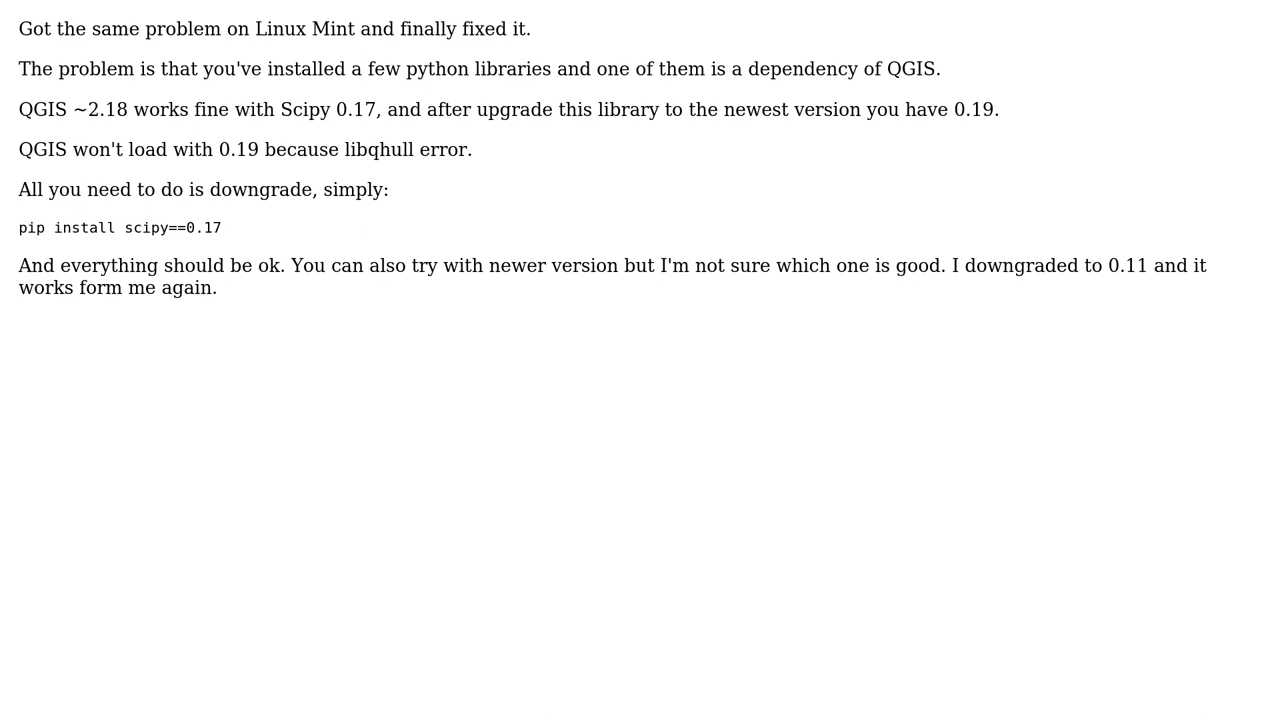 Got the same problem on Linux Mint and finally fixed it.
The problem is that you've installed a few python libraries and one of them is a dependency of QGIS.
QGIS ~2.18 works fine with Scipy 0.17, and after upgrade this library to the newest version you have 0.19.
QGIS won't load with 0.19 because libqhull error.
All you need to do is downgrade, simply:
pip install scipy==0.17
And everything should be ok. You can also try with newer version but I'm not sure which one is good. I downgraded to 0.11 and it
works form me again.